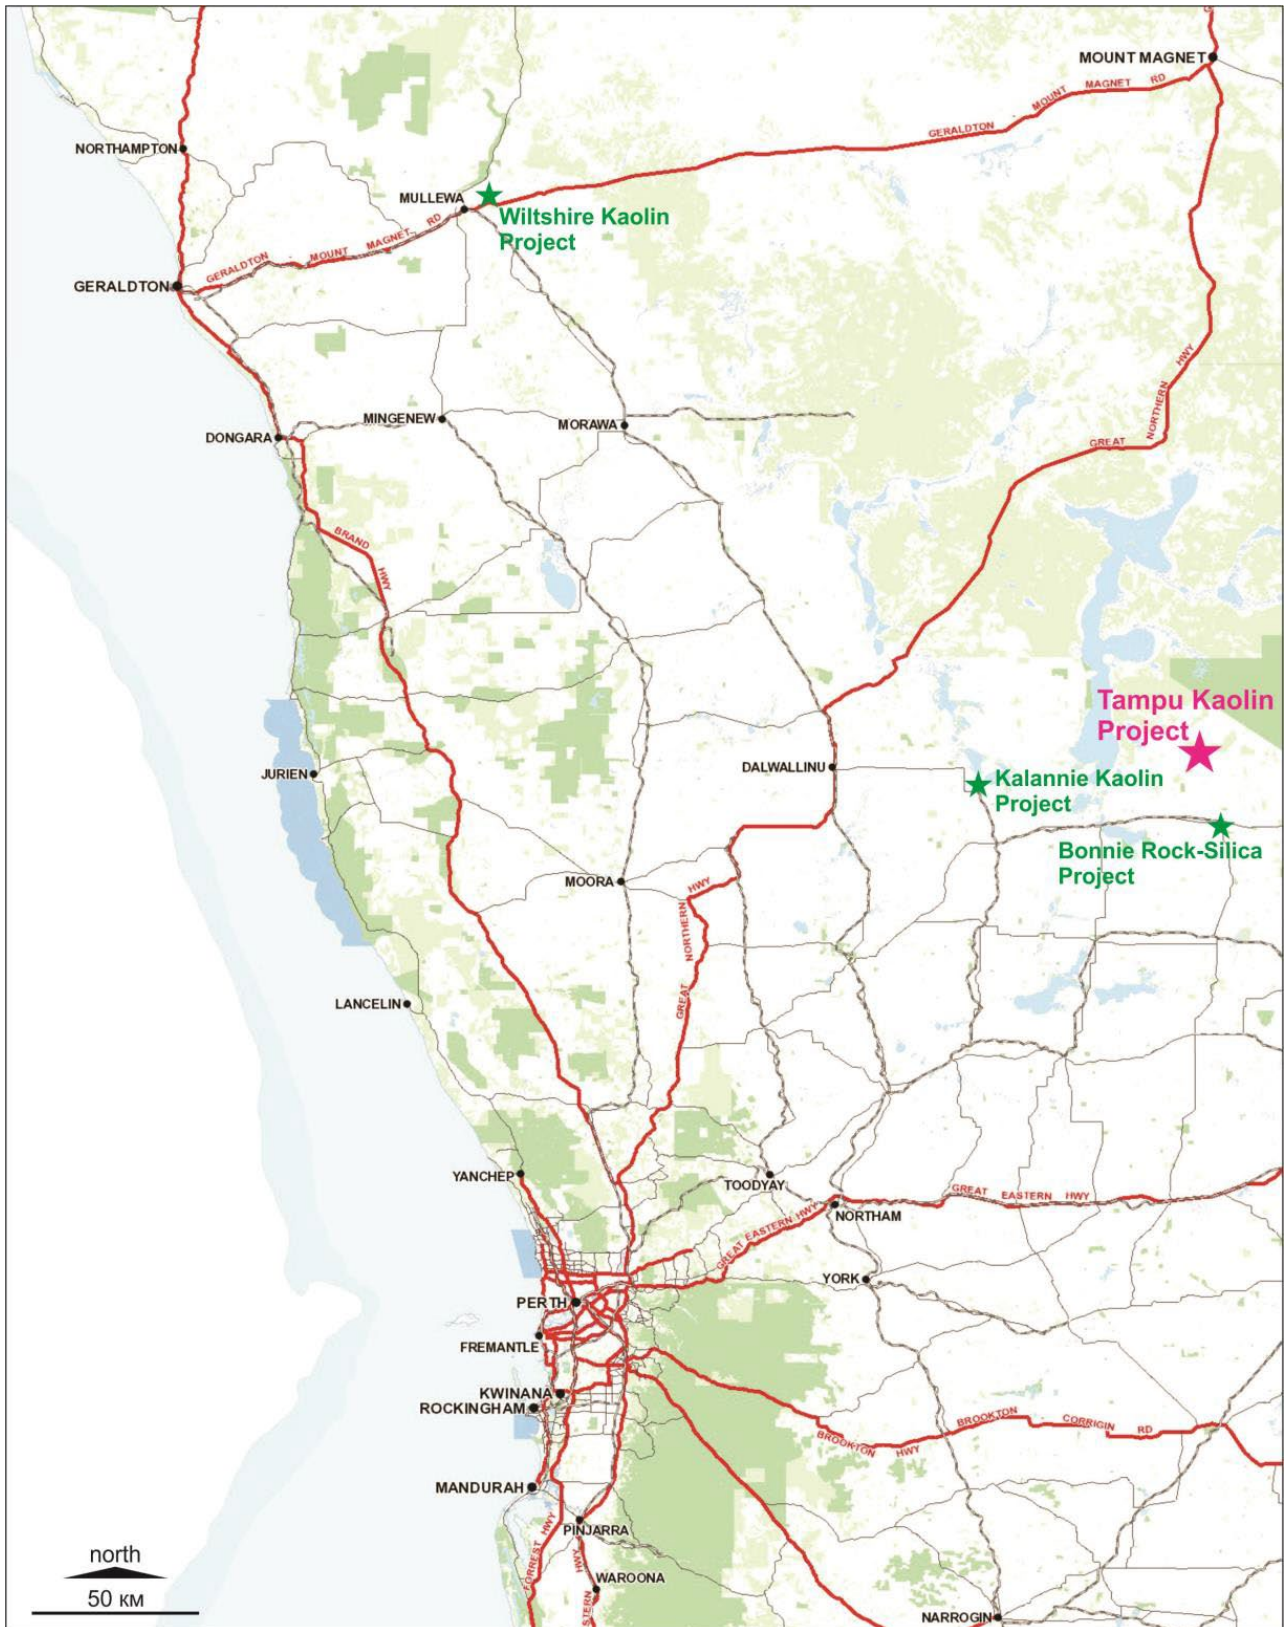 MOUNT MAGNET
GERALDTON MOUNT MAGNET RD
NORTHAMPTON
MULLEWA
Wiltshire Kaolin
Project
GERALDTON MOUNT MAGNET RD
GERALDTON
GREAT NORTHERN HWY
MINGENEW
MORAWA
DONGARA
BRAND HWY
Tampu Kaolin
Project
JURIEN
DALWALLINU
Kalannie Kaolin
Project
Bonnie Rock-Silica
Project
MOORA
GREAT NORTHERN HWY
LANCELIN
YANCHEP
TOODYAY
GREAT EASTERN HWY
NORTHAM
GREAT EASTERN HWY
YORK
PERTH
FREMANTLE
KWINANA
ROCKINGHAM
BROOKTON HWY
BROOKTON CORRIGIN RD
MANDURAH
PINJARRA
FORREST HWY
HWY
STERN
WAROONA
NARROGIN
north
50 KM